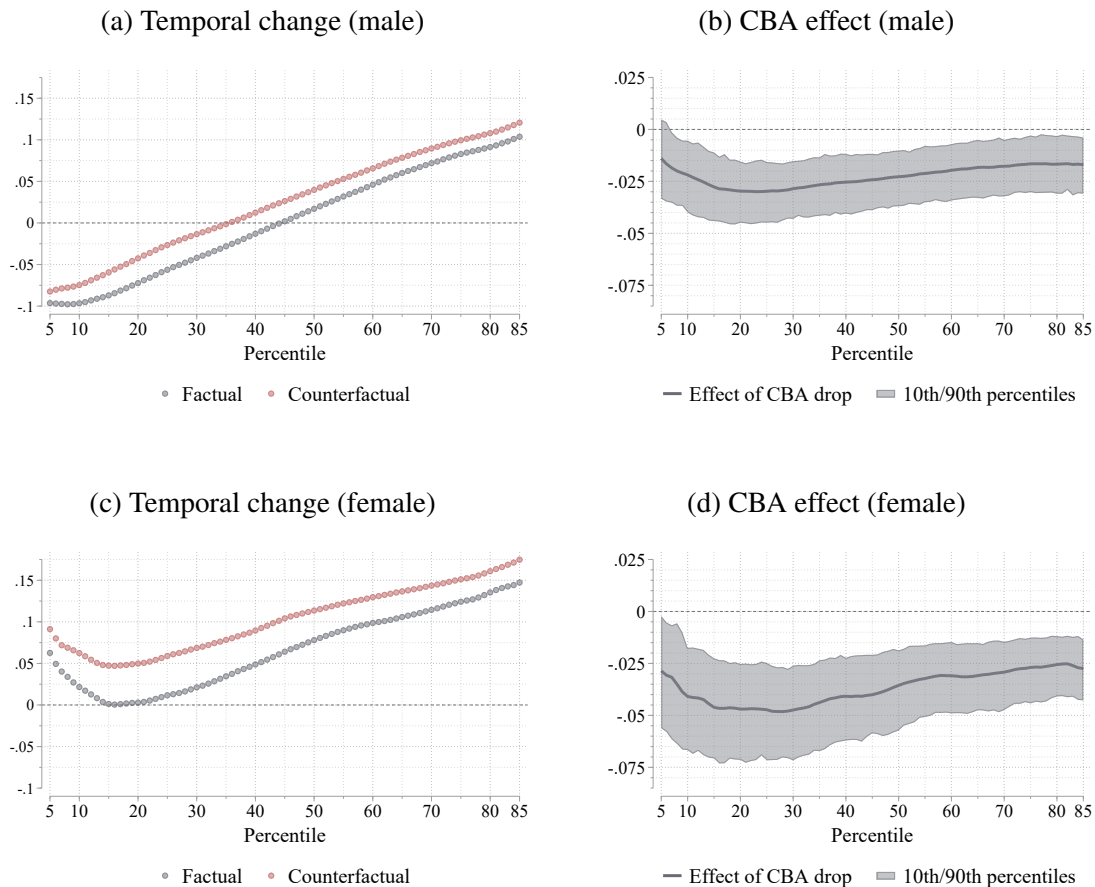 (a) Temporal change (male)
.15
.1
.05
0
-.05
-.1
5 10 20 30 40 50 60 70 80 85
Percentile
Factual Counterfactual
(b) CBA effect (male)
.025
0
-.025
-.05
-.075
5 10 20 30 40 50 60 70 80 85
Percentile
Effect of CBA drop 10th/90th percentiles
(c) Temporal change (female)
.15
.1
.05
0
-.05
-.1
5 10 20 30 40 50 60 70 80 85
Percentile
Factual Counterfactual
(d) CBA effect (female)
.025
0
-.025
-.05
-.075
5 10 20 30 40 50 60 70 80 85
Percentile
Effect of CBA drop 10th/90th percentiles